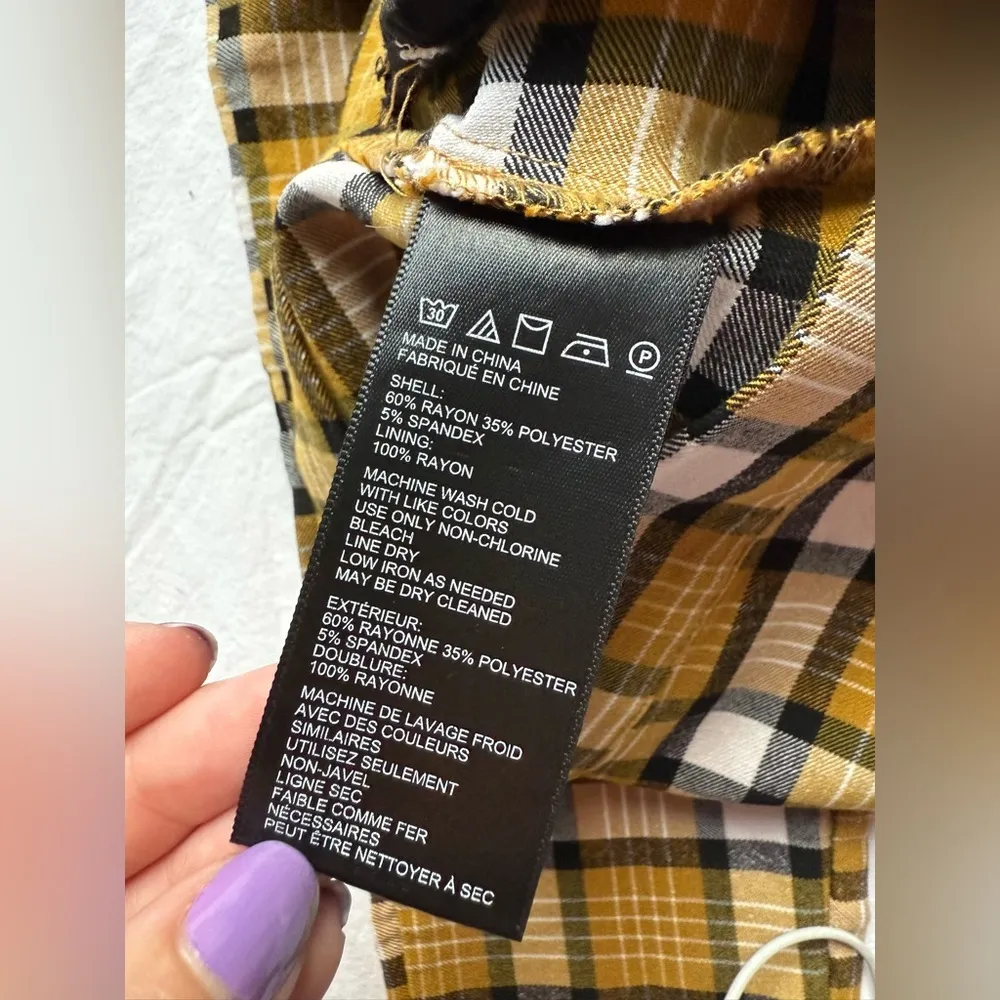 30 P
MADE IN CHINA
FABRIQUÉ EN CHINE
SHELL:
60% RAYON 35% POLYESTER
5% SPANDEX
LINING:
100% RAYON
MACHINE WASH COLD
WITH LIKE COLORS
USE ONLY NON-CHLORINE
BLEACH
LINE DRY
LOW IRON AS NEEDED
MAY BE DRY CLEANED
EXTÉRIEUR:
60% RAYONNE 35% POLYESTER
5% SPANDEX
DOUBLURE:
100% RAYONNE
MACHINE DE LAVAGE FROID
AVEC DES COULEURS
SIMILAIRES
UTILISEZ SEULEMENT
NON-JAVEL
LIGNE SEC
FAIBLE COMME FER
NÉCESSAIRES
PEUT ÊTRE NETTOYER À SEC